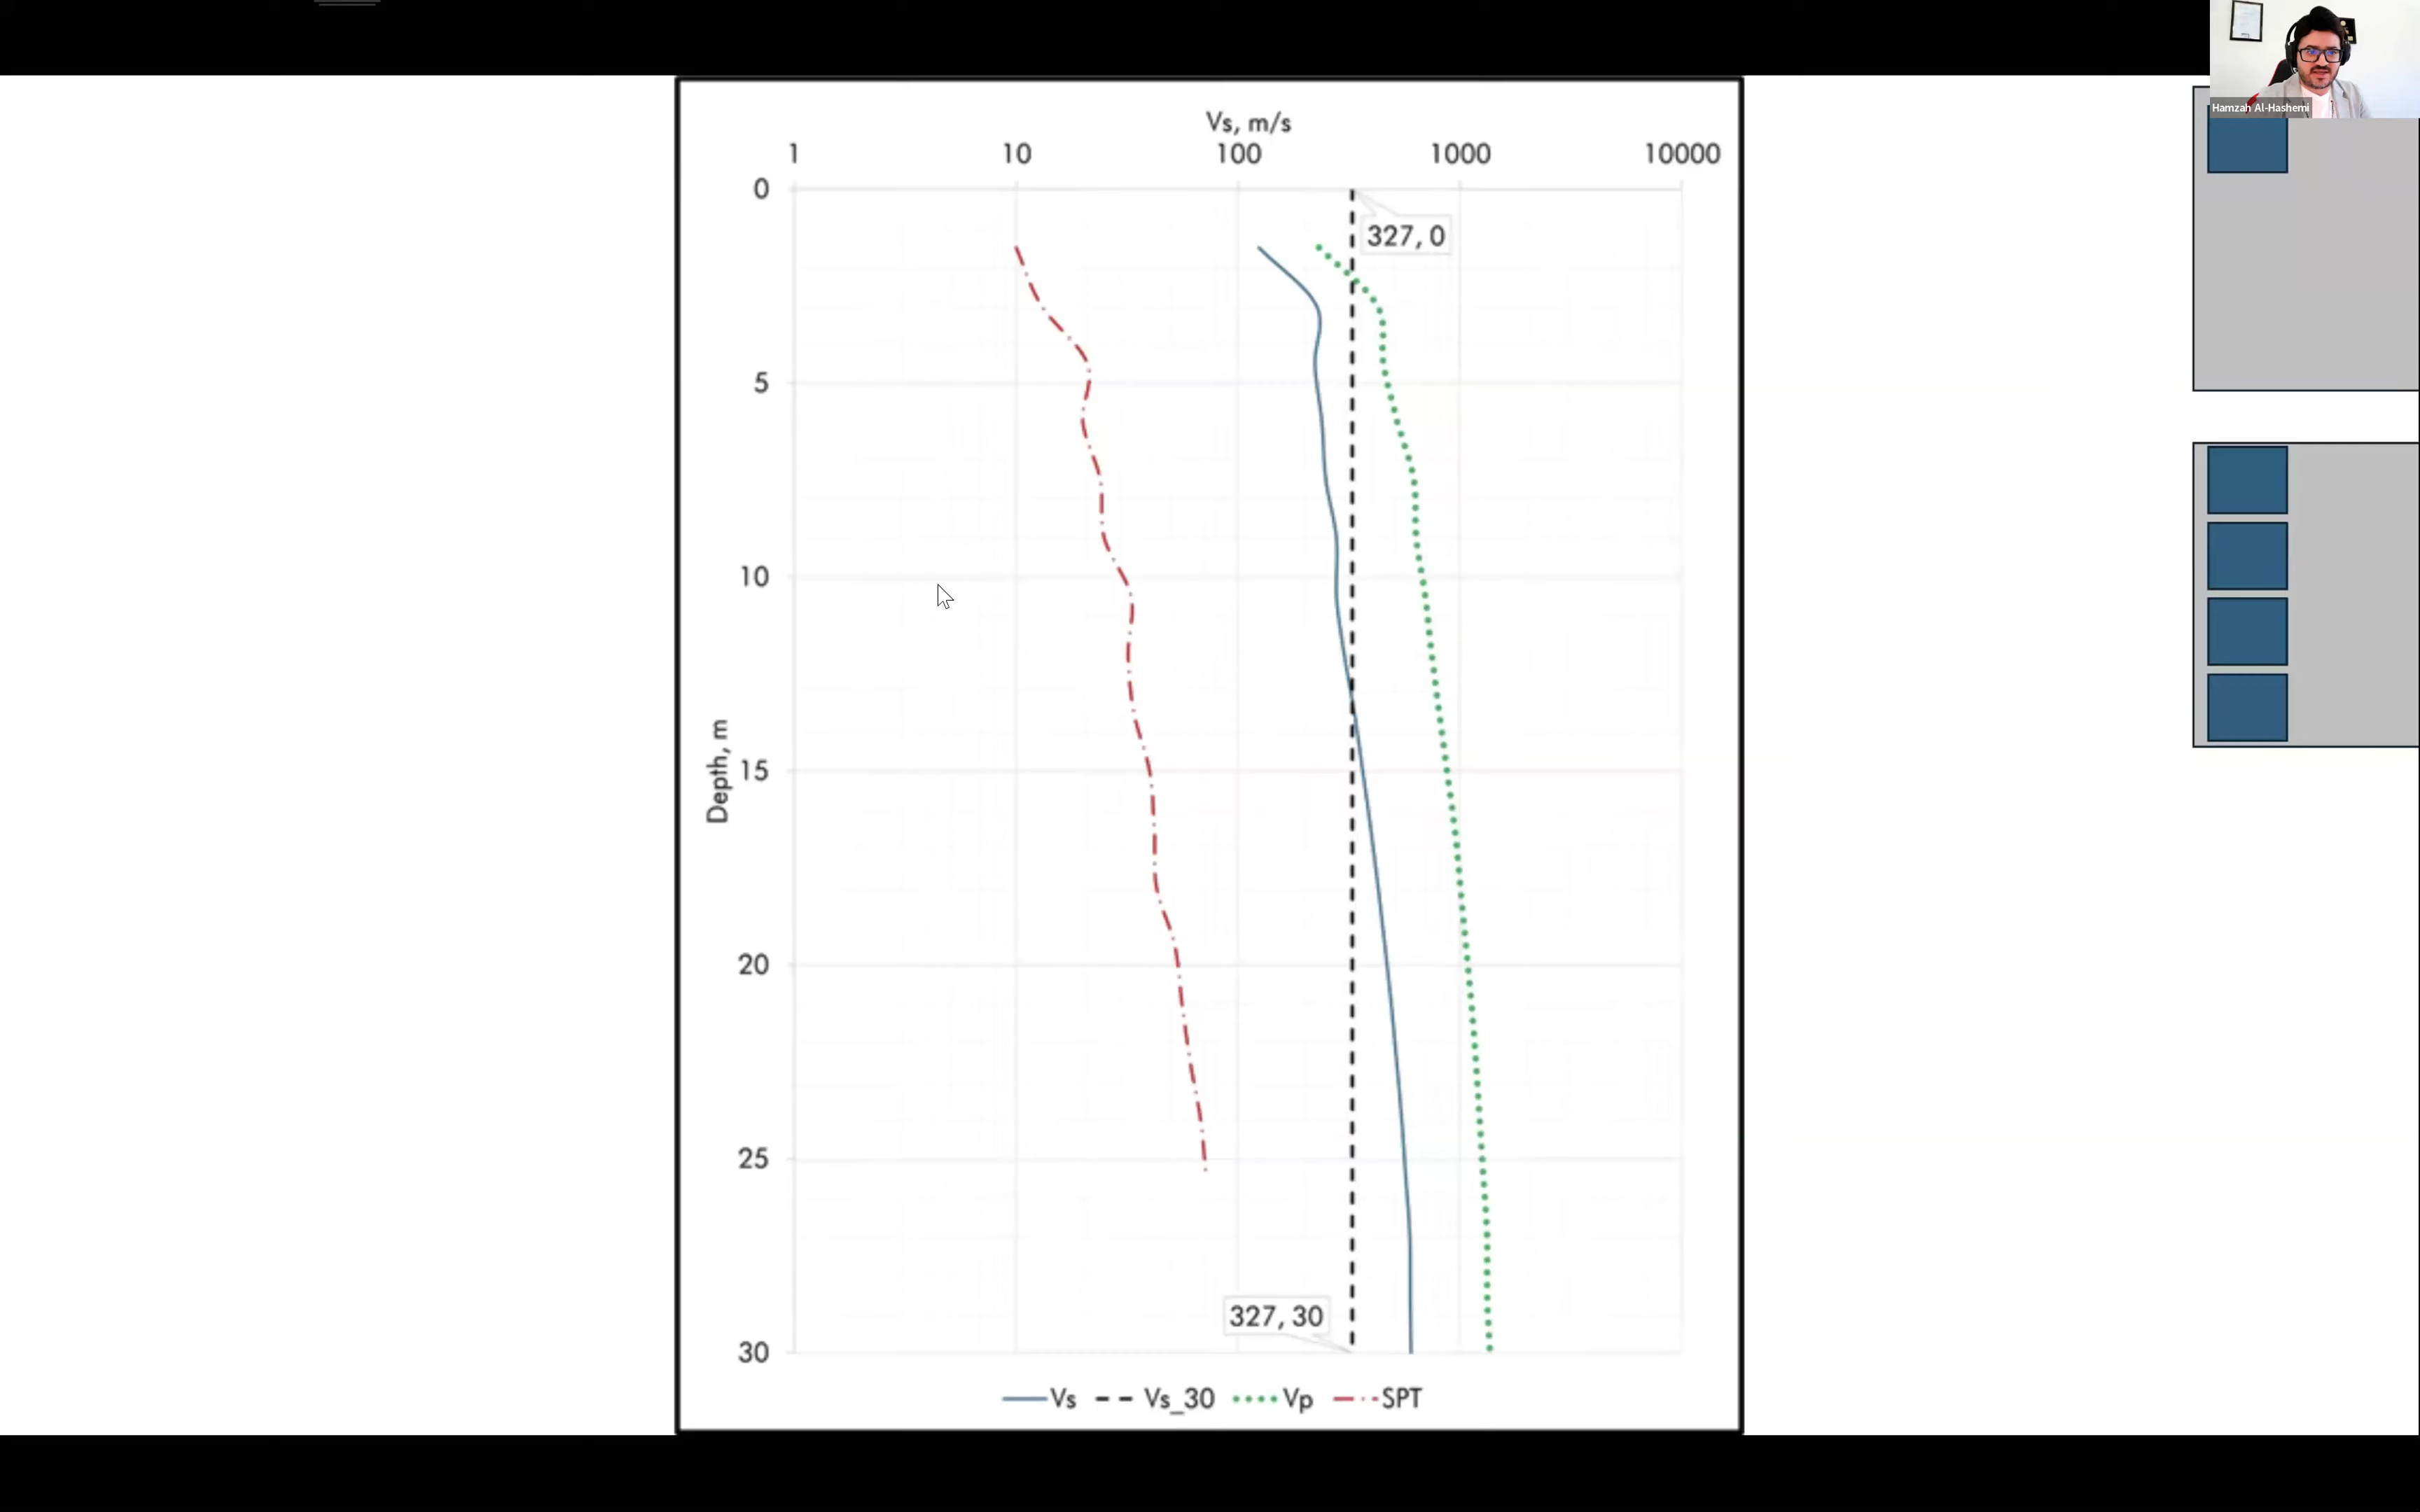 Hamzah Al-Hashemi
Vs, m/s
1 10 100 1000 10000
0
327, 0
5
10
Depth, m
15
20
25
327, 30
30
Vs Vs_30 Vp SPT